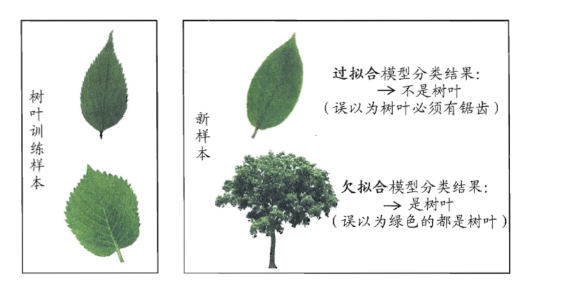 树叶训练样本
新样本
过拟合模型分类结果：
→ 不是树叶
（误以为树叶必须有锯齿）
欠拟合模型分类结果：
→ 是树叶
（误以为绿色的都是树叶）